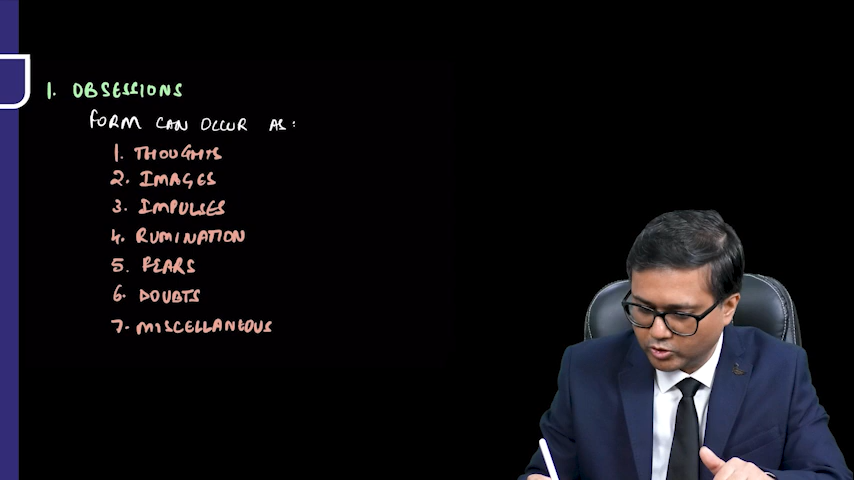 1. OBSESSIONS
FORM CAN OCCUR AS:
1. THOUGHTS
2. IMAGES
3. IMPULSES
4. RUMINATION
5. FEARS
6. DOUBTS
7. MISCELLANEOUS